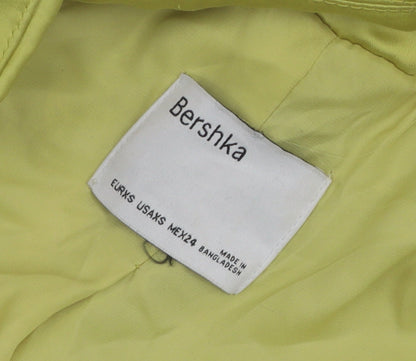 Bershka
EURXS USAXS MEX24
MADE IN
BANGLADESH